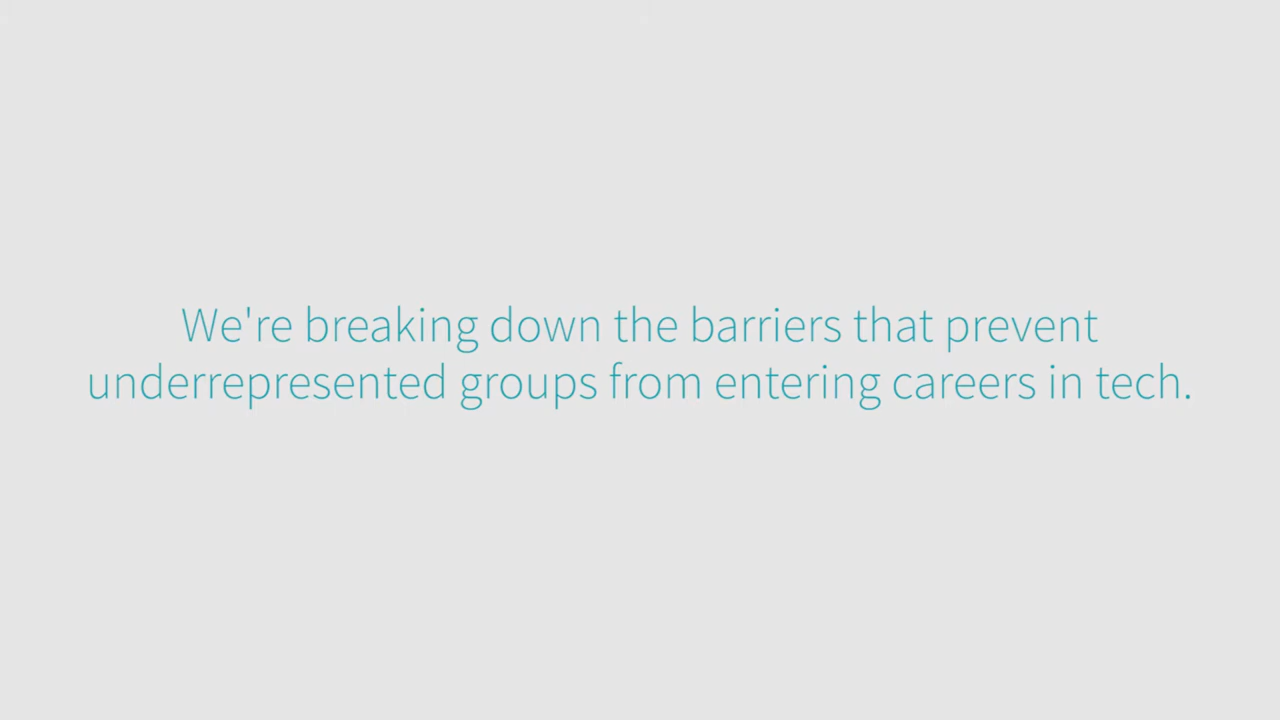 We're breaking down the barriers that prevent
underrepresented groups from entering careers in tech.